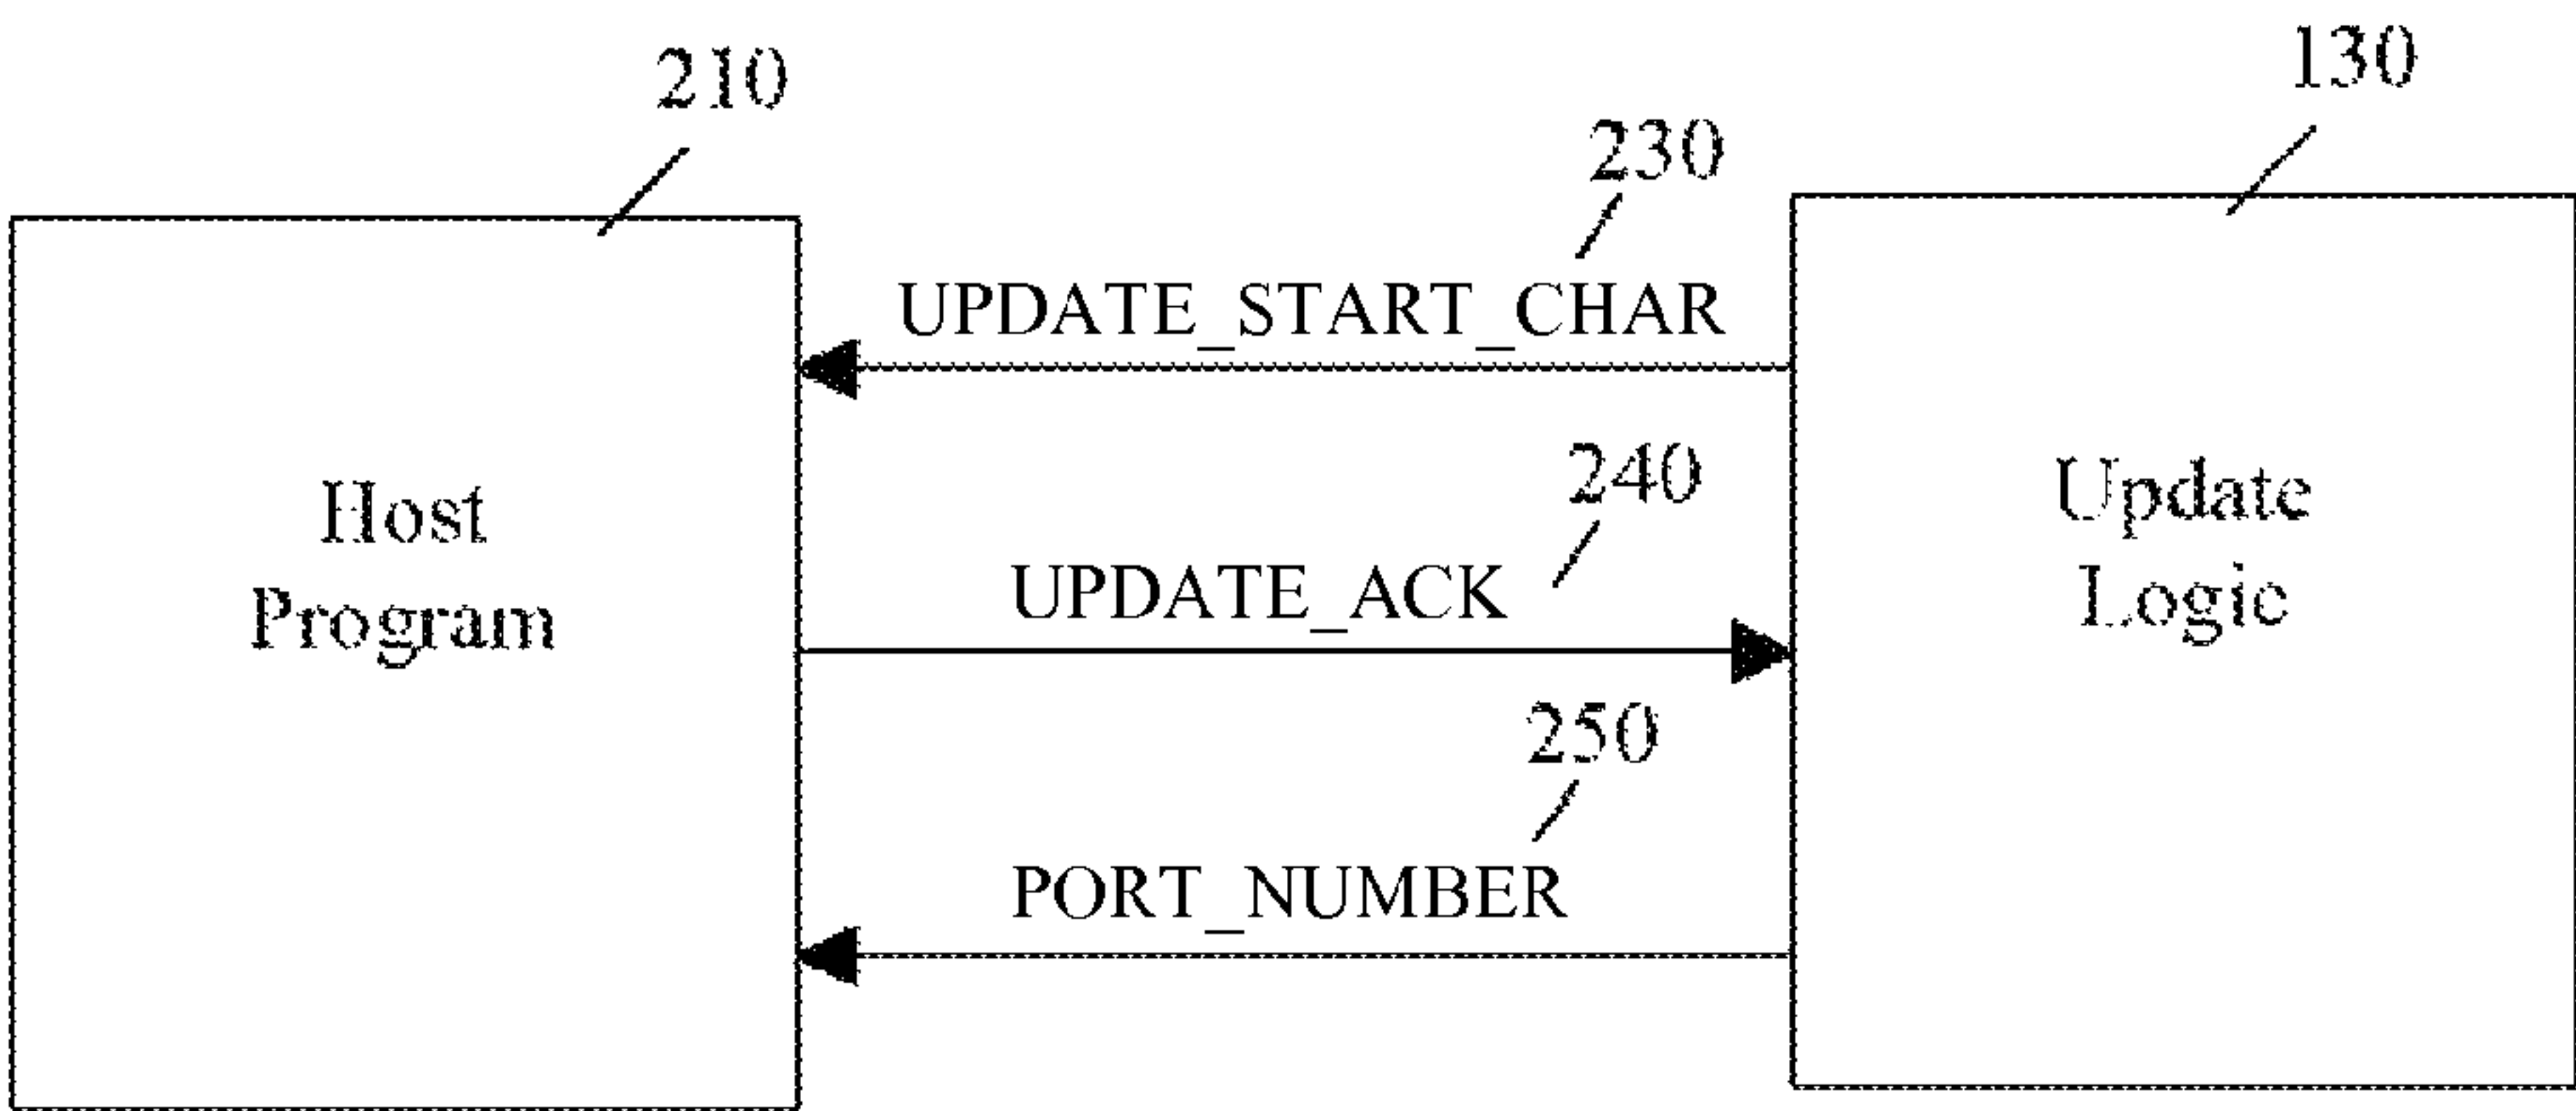 210
130
230
UPDATE_START_CHAR
240
Host
Program
Update
Logic
UPDATE_ACK
250
PORT_NUMBER